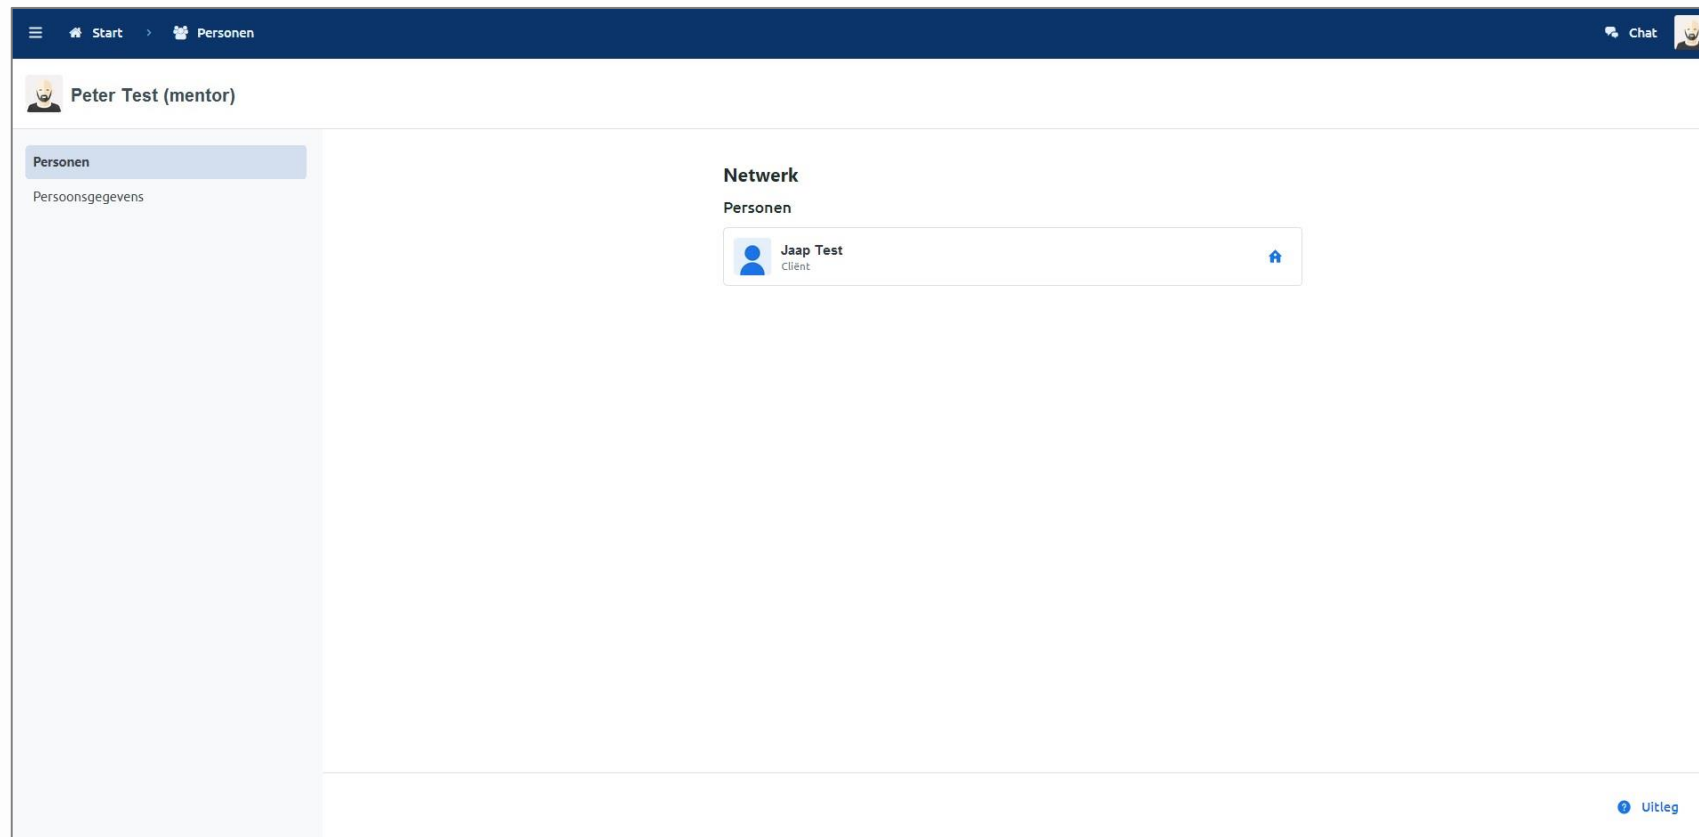 Start > Personen Chat
Peter Test (mentor)
Personen
Persoonsgegevens
Netwerk
Personen
Jaap Test
Cliënt
Uitleg